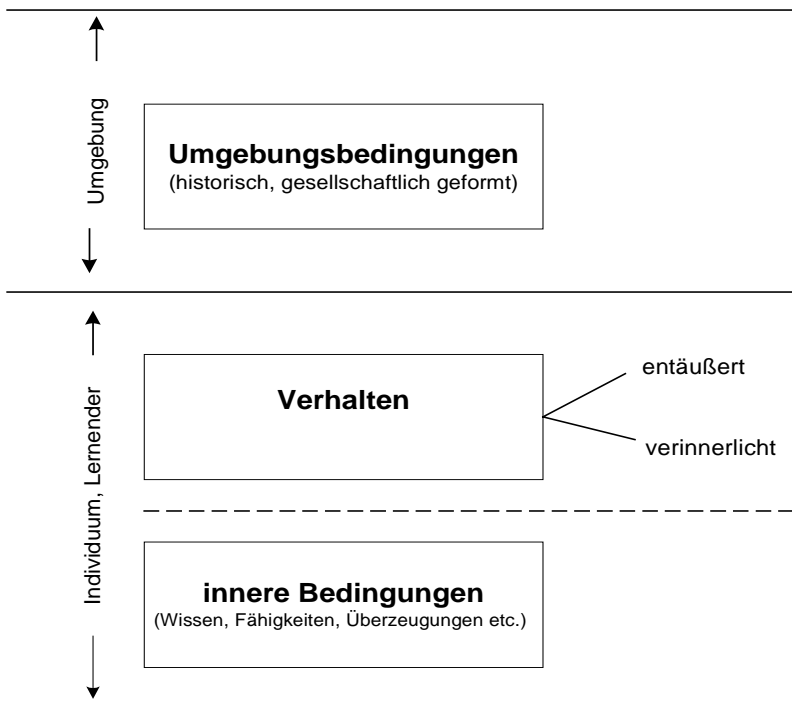 Umgebung
Umgebungsbedingungen
(historisch, gesellschaftlich geformt)
Individuum, Lernender
Verhalten
entäußert
verinnerlicht
innere Bedingungen
(Wissen, Fähigkeiten, Überzeugungen etc.)